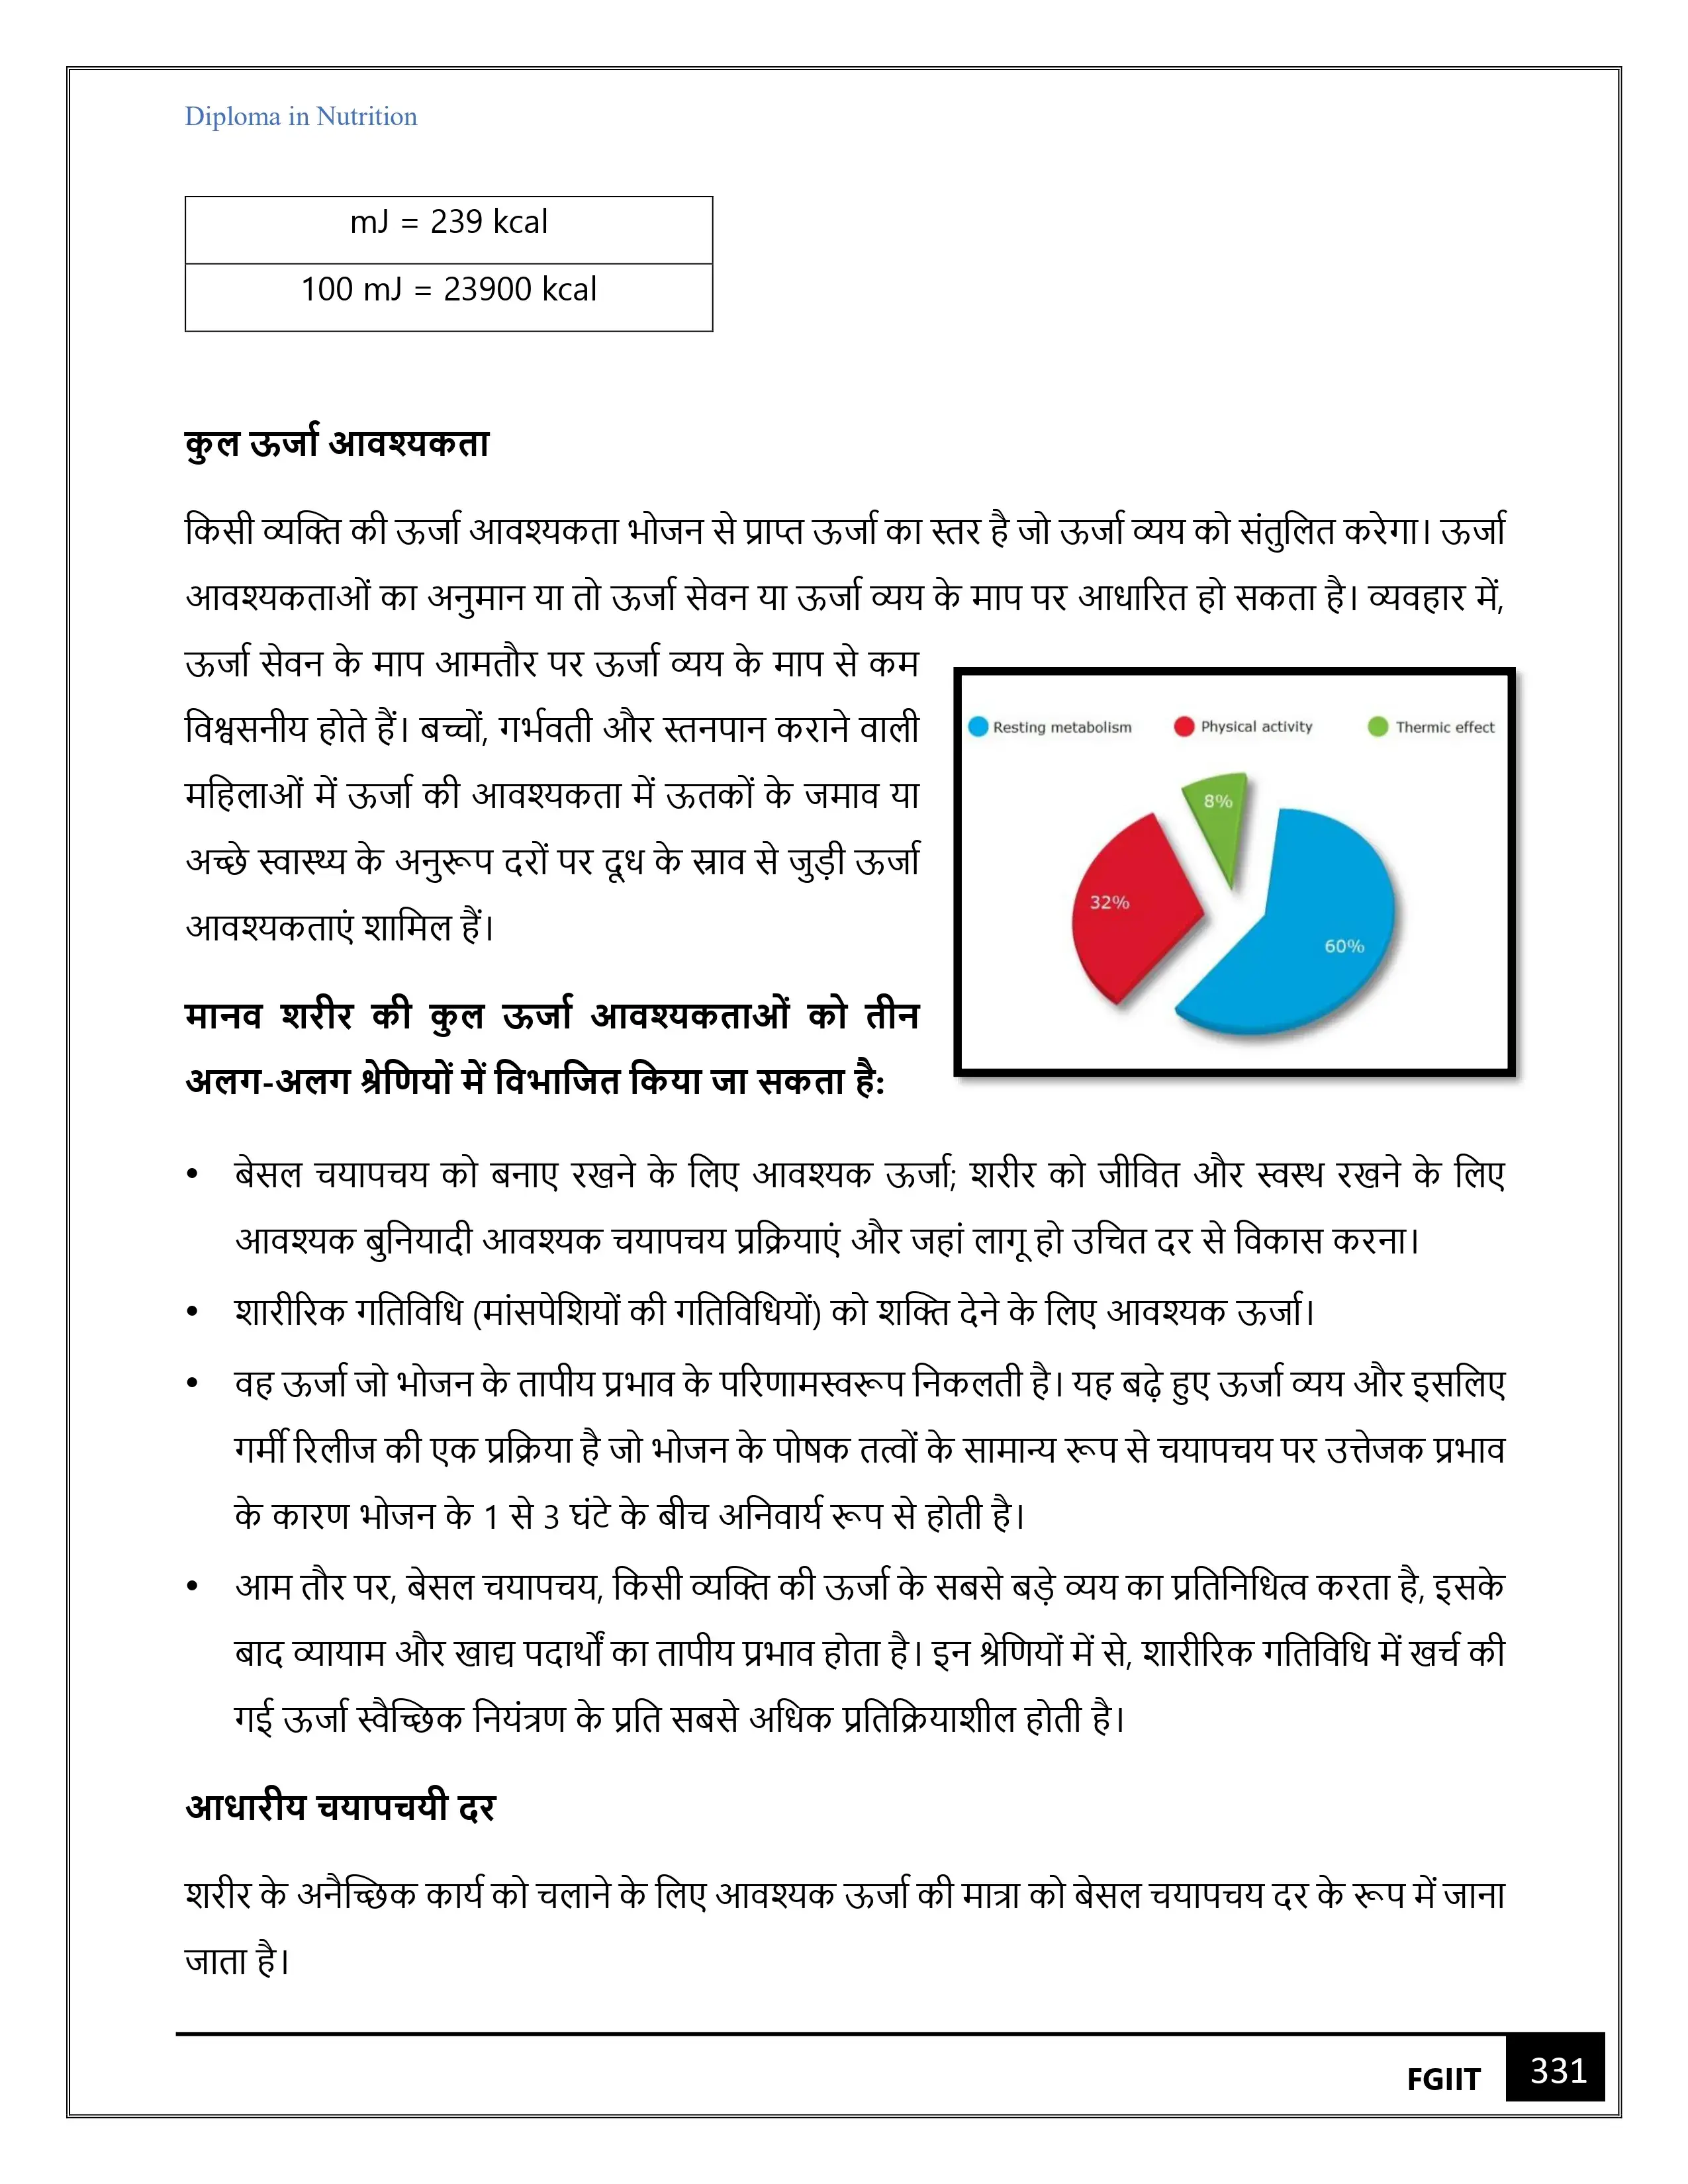 Diploma in Nutrition
mJ = 239 kcal
100 mJ = 23900 kcal
कुल ऊर्जा आवश्यकता
किसी व्यक्ति की ऊर्जा आवश्यकता भोजन से प्राप्त ऊर्जा का स्तर है जो ऊर्जा व्यय को संतुलित करेगा। ऊर्जा
आवश्यकताओं का अनुमान या तो ऊर्जा सेवन या ऊर्जा व्यय के माप पर आधारित हो सकता है। व्यवहार में,
ऊर्जा सेवन के माप आमतौर पर ऊर्जा व्यय के माप से कम
विश्वसनीय होते हैं। बच्चों, गर्भवती और स्तनपान कराने वाली
महिलाओं में ऊर्जा की आवश्यकता में ऊतकों के जमाव या
अच्छे स्वास्थ्य के अनुरूप दरों पर दूध के स्राव से जुड़ी ऊर्जा
आवश्यकताएं शामिल हैं।
Resting metabolism Physical activity Thermic effect
8%
32%
60%
मानव शरीर की कुल ऊर्जा आवश्यकताओं को तीन
अलग-अलग श्रेणियों में विभाजित किया जा सकता है:
• बेसल चयापचय को बनाए रखने के लिए आवश्यक ऊर्जा; शरीर को जीवित और स्वस्थ रखने के लिए
आवश्यक बुनियादी आवश्यक चयापचय प्रक्रियाएं और जहां लागू हो उचित दर से विकास करना।
• शारीरिक गतिविधि (मांसपेशियों की गतिविधियों) को शक्ति देने के लिए आवश्यक ऊर्जा।
• वह ऊर्जा जो भोजन के तापीय प्रभाव के परिणामस्वरूप निकलती है। यह बढ़े हुए ऊर्जा व्यय और इसलिए
गर्मी रिलीज की एक प्रक्रिया है जो भोजन के पोषक तत्वों के सामान्य रूप से चयापचय पर उत्तेजक प्रभाव
के कारण भोजन के 1 से 3 घंटे के बीच अनिवार्य रूप से होती है।
• आम तौर पर, बेसल चयापचय, किसी व्यक्ति की ऊर्जा के सबसे बड़े व्यय का प्रतिनिधित्व करता है, इसके
बाद व्यायाम और खाद्य पदार्थों का तापीय प्रभाव होता है। इन श्रेणियों में से, शारीरिक गतिविधि में खर्च की
गई ऊर्जा स्वैच्छिक नियंत्रण के प्रति सबसे अधिक प्रतिक्रियाशील होती है।
आधारीय चयापचयी दर
शरीर के अनैच्छिक कार्य को चलाने के लिए आवश्यक ऊर्जा की मात्रा को बेसल चयापचय दर के रूप में जाना
जाता है।
FGIIT 331